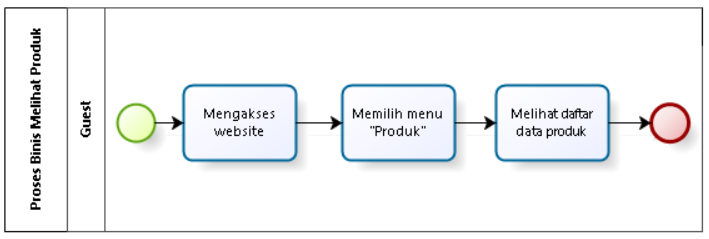 Proses Binis Melihat Produk
Guest
Mengakses
website
Memilih menu
"Produk"
Melihat daftar
data produk